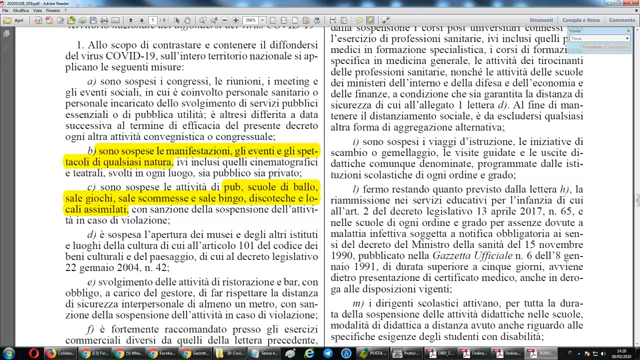 20200308_059.pdf - Adobe Reader
File Modifica Vista Finestra ?
Strumenti Compila e firma Commento
1. Allo scopo di contrastare e contenere il diffondersi
del virus COVID-19, sull'intero territorio nazionale si ap-
plicano le seguenti misure:
a) sono sospesi i congressi, le riunioni, i meeting e
gli eventi sociali, in cui è coinvolto personale sanitario o
personale incaricato dello svolgimento di servizi pubblici
essenziali o di pubblica utilità; è altresì differita a data
successiva al termine di efficacia del presente decreto
ogni altra attività convegnistica o congressuale;
b) sono sospese le manifestazioni, gli eventi e gli spet-
tacoli di qualsiasi natura, ivi inclusi quelli cinematografici
e teatrali, svolti in ogni luogo, sia pubblico sia privato;
c) sono sospese le attività di pub, scuole di ballo,
sale giochi, sale scommesse e sale bingo, discoteche e lo-
cali assimilati, con sanzione della sospensione dell'attivi-
tà in caso di violazione;
d) è sospesa l'apertura dei musei e degli altri istituti
e luoghi della cultura di cui all'articolo 101 del codice dei
beni culturali e del paesaggio, di cui al decreto legislativo
22 gennaio 2004, n. 42;
e) svolgimento delle attività di ristorazione e bar, con
obbligo, a carico del gestore, di far rispettare la distanza
di sicurezza interpersonale di almeno un metro, con san-
zione della sospensione dell'attività in caso di violazione;
f) è fortemente raccomandato presso gli esercizi
commerciali diversi da quelli della lettera precedente,
l'esercizio di professioni sanitarie, ivi inclusi quelli per i
medici in formazione specialistica, i corsi di formazione
specifica in medicina generale, le attività dei tirocinanti
delle professioni sanitarie, nonché le attività delle scuole
dei ministeri dell'interno e della difesa e dell'economia e
delle finanze, a condizione che sia garantita la distanza di
sicurezza di cui all'allegato 1 lettera d). Al fine di man-
tenere il distanziamento sociale, è da escludersi qualsiasi
altra forma di aggregazione alternativa;
i) sono sospesi i viaggi d'istruzione, le iniziative di
scambio o gemellaggio, le visite guidate e le uscite di-
dattiche comunque denominate, programmate dalle isti-
tuzioni scolastiche di ogni ordine e grado;
l) fermo restando quanto previsto dalla lettera h), la
riammissione nei servizi educativi per l'infanzia di cui
all'art. 2 del decreto legislativo 13 aprile 2017, n. 65, e
nelle scuole di ogni ordine e grado per assenze dovute a
malattia infettiva soggetta a notifica obbligatoria ai sen-
si del decreto del Ministero della sanità del 15 novembre
1990, pubblicato nella Gazzetta Ufficiale n. 6 dell'8 gen-
naio 1991, di durata superiore a cinque giorni, avviene
dietro presentazione di certificato medico, anche in dero-
ga alle disposizioni vigenti;
m) i dirigenti scolastici attivano, per tutta la dura-
ta della sospensione delle attività didattiche nelle scuole,
modalità di didattica a distanza avuto anche riguardo alle
specifiche esigenze degli studenti con disabilità;